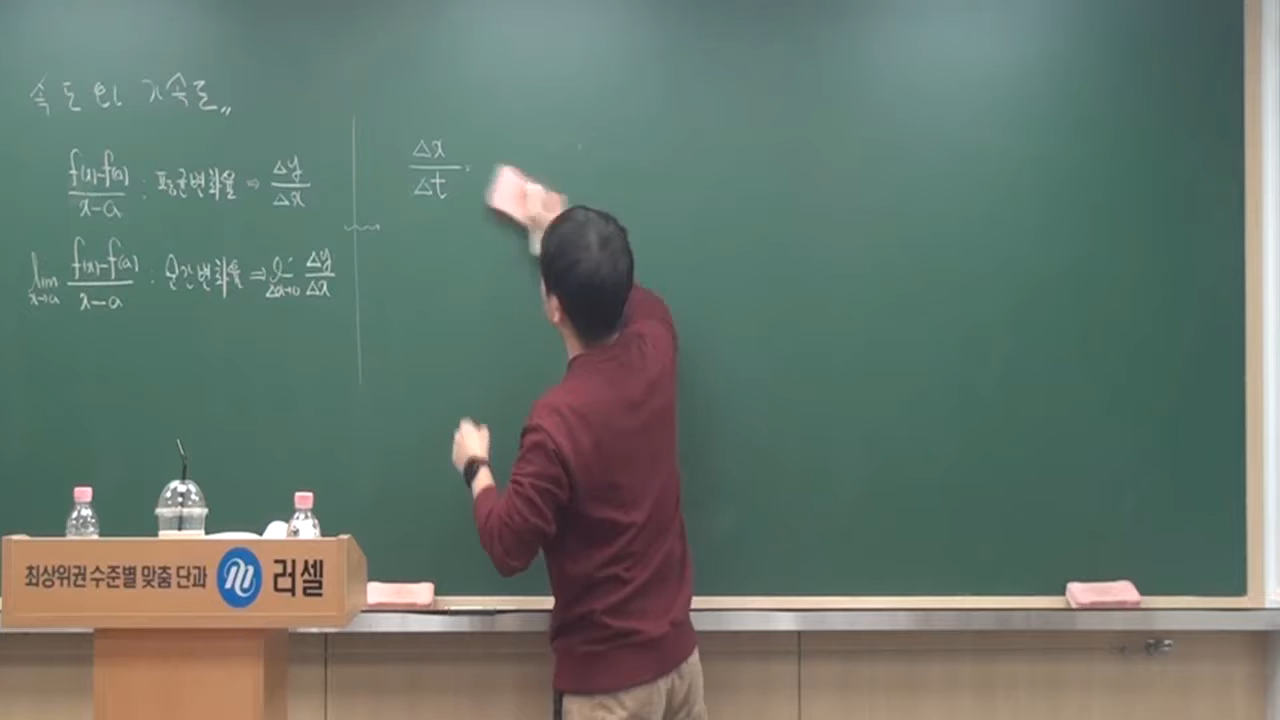 속도와 가속도
f(x)-f(a) / x-a : 평균변화율 ⇒ Δy / Δx
lim x→a f(x)-f(a) / x-a : 순간변화율 ⇒ lim Δx→0 Δy / Δx
Δx / Δt
최상위권 수준별 맞춤 단과 러셀